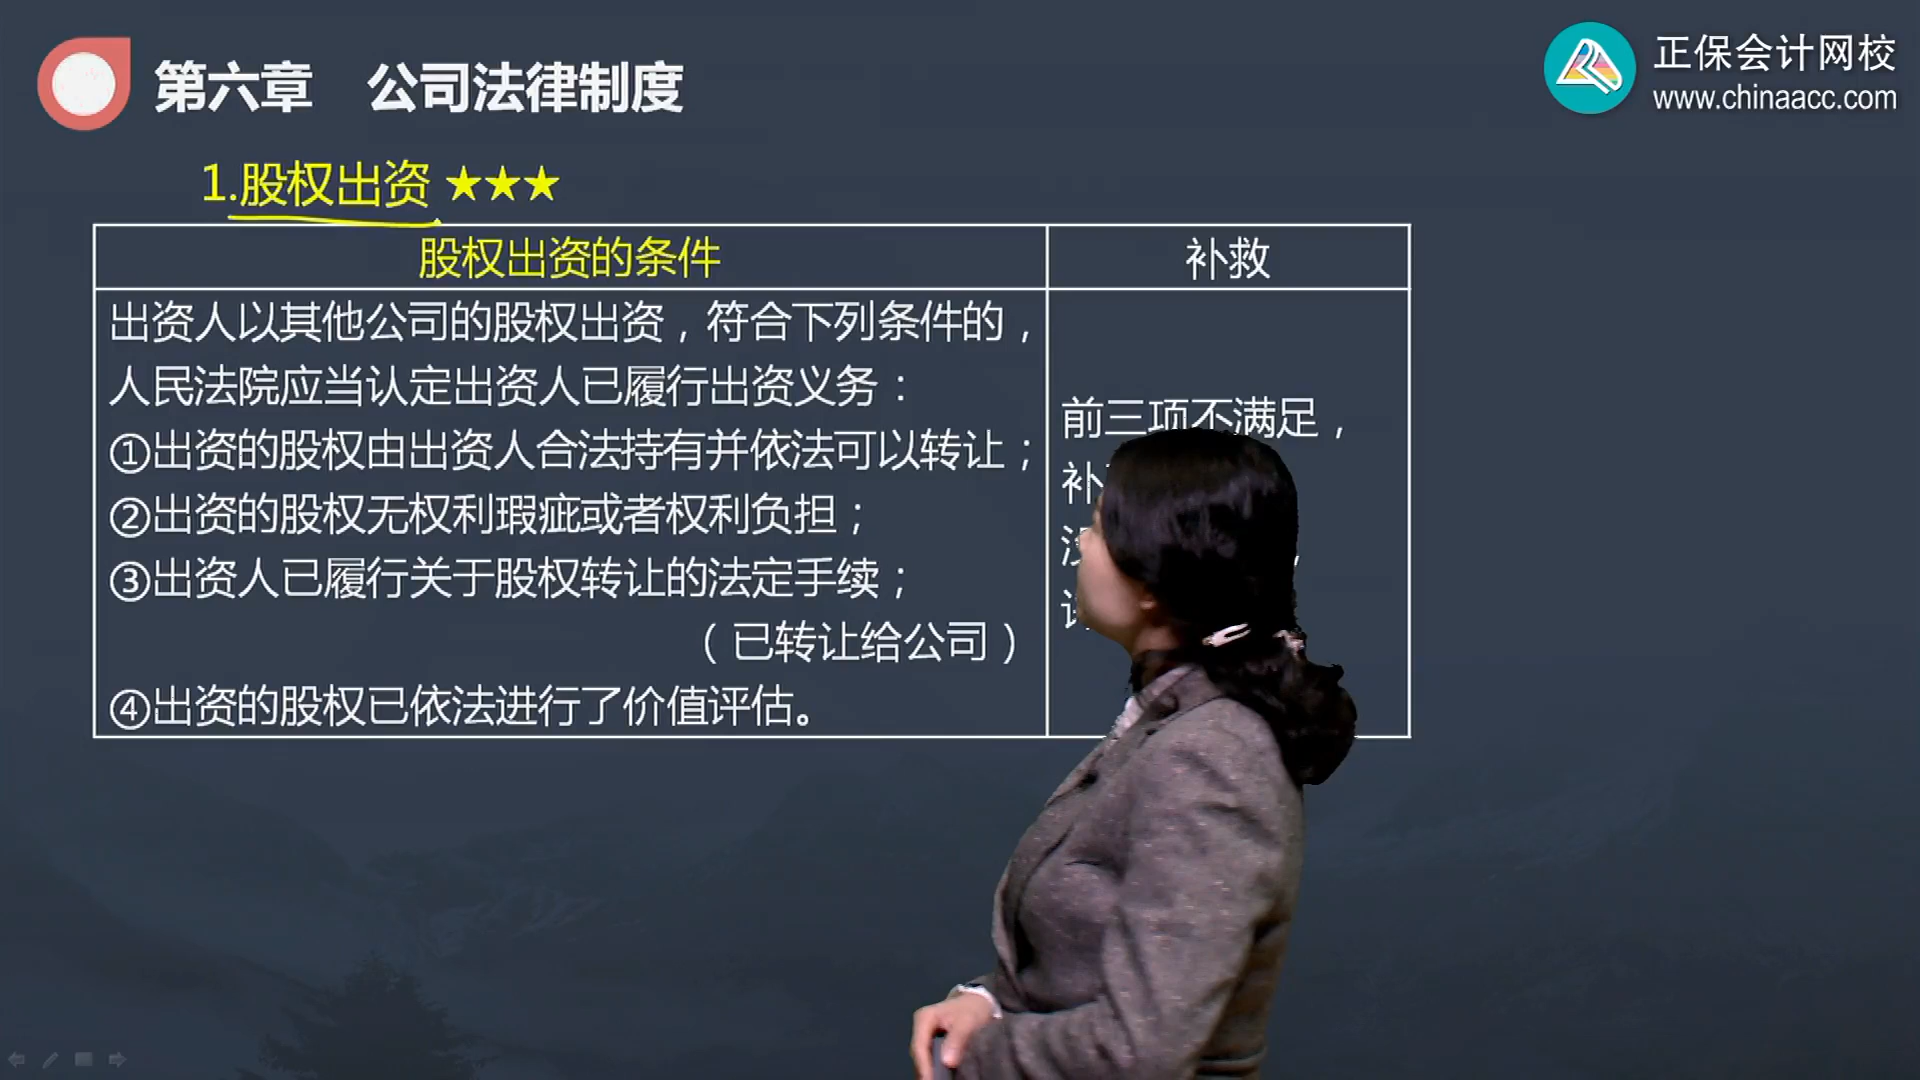 第六章 公司法律制度
正保会计网校
www.chinaacc.com
1.股权出资 ★★★
股权出资的条件
补救
出资人以其他公司的股权出资，符合下列条件的，
人民法院应当认定出资人已履行出资义务：
①出资的股权由出资人合法持有并依法可以转让；
②出资的股权无权利瑕疵或者权利负担；
③出资人已履行关于股权转让的法定手续；
（已转让给公司）
④出资的股权已依法进行了价值评估。
前三项不满足，
补